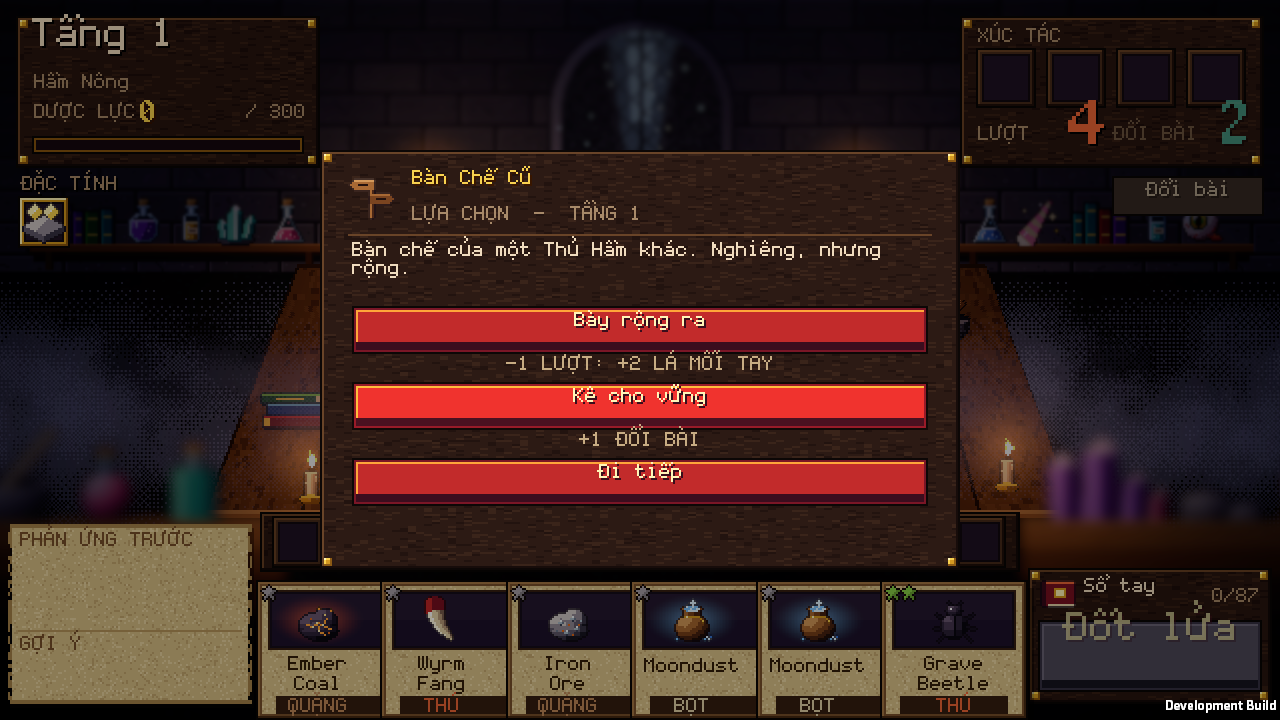 Tầng 1
Hầm Nông
DƯỢC LỰC 0 / 300
ĐẶC TÍNH
XÚC TÁC
LƯỢT 4 ĐỔI BÀI 2
Đổi bài
Bàn Chế Cũ
LỰA CHỌN – TẦNG 1
Bàn chế của một Thủ Hầm khác. Nghiêng, nhưng
rộng.
Bày rộng ra
-1 LƯỢT: +2 LÁ MỖI TAY
Kê cho vững
+1 ĐỔI BÀI
Đi tiếp
PHẢN ỨNG TRƯỚC
GỢI Ý
Ember
Coal
QUẶNG
Wyrm
Fang
THÚ
Iron
Ore
QUẶNG
Moondust
BỘT
Moondust
BỘT
Grave
Beetle
THÚ
Sổ tay 0/87
Đốt lửa
Development Build